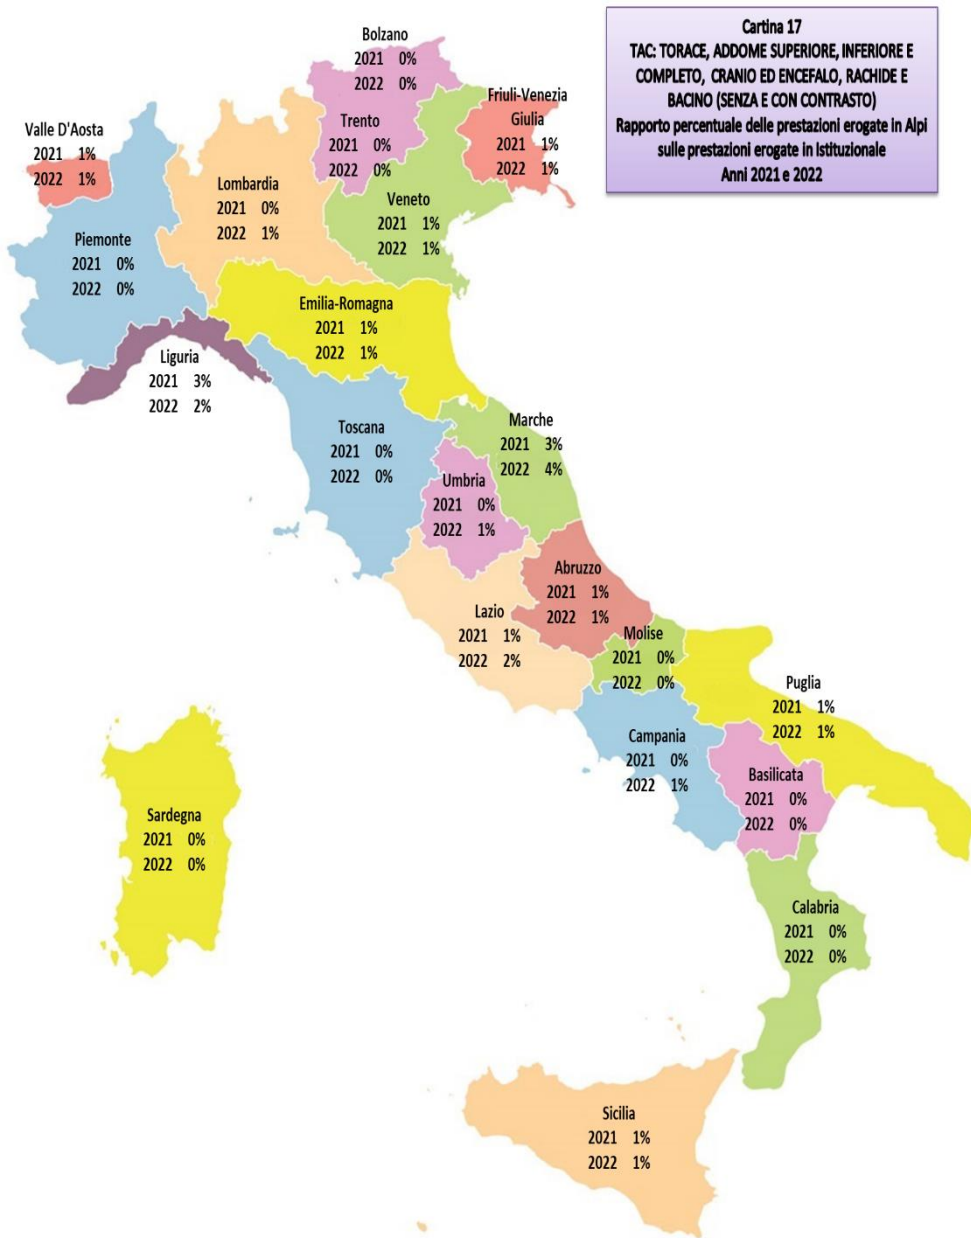 Cartina 17
TAC: TORACE, ADDOME SUPERIORE, INFERIORE E
COMPLETO, CRANIO ED ENCEFALO, RACHIDE E
BACINO (SENZA E CON CONTRASTO)
Rapporto percentuale delle prestazioni erogate in Alpi
sulle prestazioni erogate in Istituzionale
Anni 2021 e 2022
Bolzano
2021 0%
2022 0%
Trento
2021 0%
2022 0%
Friuli-Venezia
Giulia
2021 1%
2022 1%
Valle D'Aosta
2021 1%
2022 1%
Lombardia
2021 0%
2022 1%
Veneto
2021 1%
2022 1%
Piemonte
2021 0%
2022 0%
Emilia-Romagna
2021 1%
2022 1%
Liguria
2021 3%
2022 2%
Toscana
2021 0%
2022 0%
Marche
2021 3%
2022 4%
Umbria
2021 0%
2022 1%
Abruzzo
2021 1%
2022 1%
Lazio
2021 1%
2022 2%
Molise
2021 0%
2022 0%
Puglia
2021 1%
2022 1%
Campania
2021 0%
2022 1%
Basilicata
2021 0%
2022 0%
Sardegna
2021 0%
2022 0%
Calabria
2021 0%
2022 0%
Sicilia
2021 1%
2022 1%